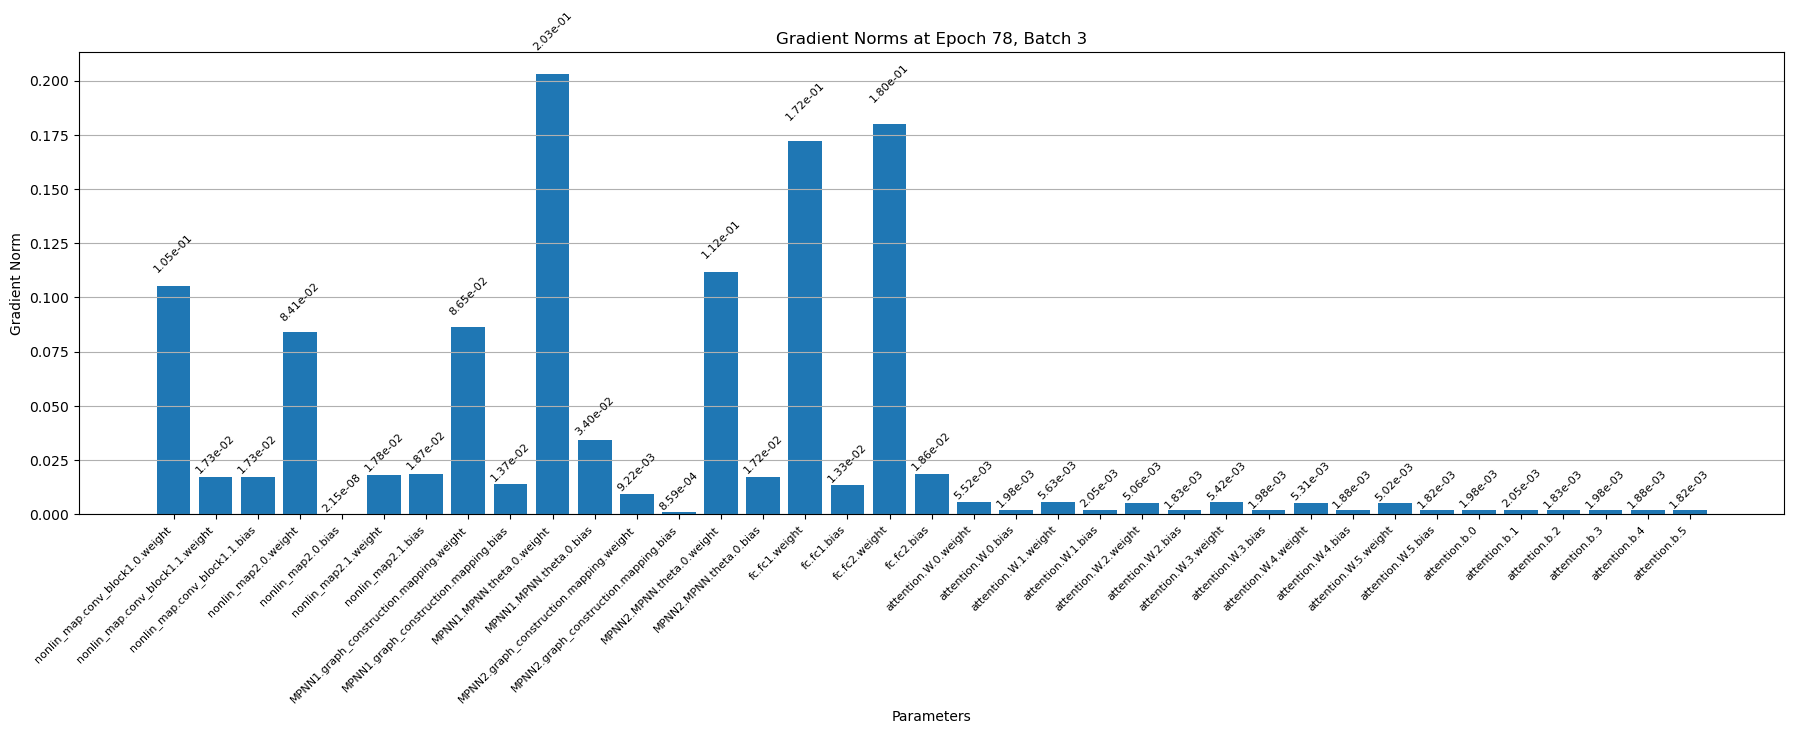 Gradient Norms at Epoch 78, Batch 3
Gradient Norm
0.200
0.175
0.150
0.125
0.100
0.075
0.050
0.025
0.000
1.05e-01
1.73e-02
1.73e-02
8.41e-02
2.15e-08
1.78e-02
1.87e-02
8.65e-02
1.37e-02
2.03e-01
3.40e-02
9.22e-03
8.59e-04
1.12e-01
1.72e-02
1.72e-01
1.33e-02
1.80e-01
1.86e-02
5.52e-03
1.98e-03
5.63e-03
2.05e-03
5.06e-03
1.83e-03
5.42e-03
1.98e-03
5.31e-03
1.88e-03
5.02e-03
1.82e-03
1.98e-03
2.05e-03
1.83e-03
1.98e-03
1.88e-03
1.82e-03
nonlin_map.conv_block1.0.weight
nonlin_map.conv_block1.1.weight
nonlin_map.conv_block1.1.bias
nonlin_map2.0.weight
nonlin_map2.0.bias
nonlin_map2.1.weight
nonlin_map2.1.bias
MPNN1.graph_construction.mapping.weight
MPNN1.graph_construction.mapping.bias
MPNN1.MPNN.theta.0.weight
MPNN1.MPNN.theta.0.bias
MPNN2.graph_construction.mapping.weight
MPNN2.graph_construction.mapping.bias
MPNN2.MPNN.theta.0.weight
MPNN2.MPNN.theta.0.bias
fc.fc1.weight
fc.fc1.bias
fc.fc2.weight
fc.fc2.bias
attention.W.0.weight
attention.W.0.bias
attention.W.1.weight
attention.W.1.bias
attention.W.2.weight
attention.W.2.bias
attention.W.3.weight
attention.W.3.bias
attention.W.4.weight
attention.W.4.bias
attention.W.5.weight
attention.W.5.bias
attention.b.0
attention.b.1
attention.b.2
attention.b.3
attention.b.4
attention.b.5
Parameters